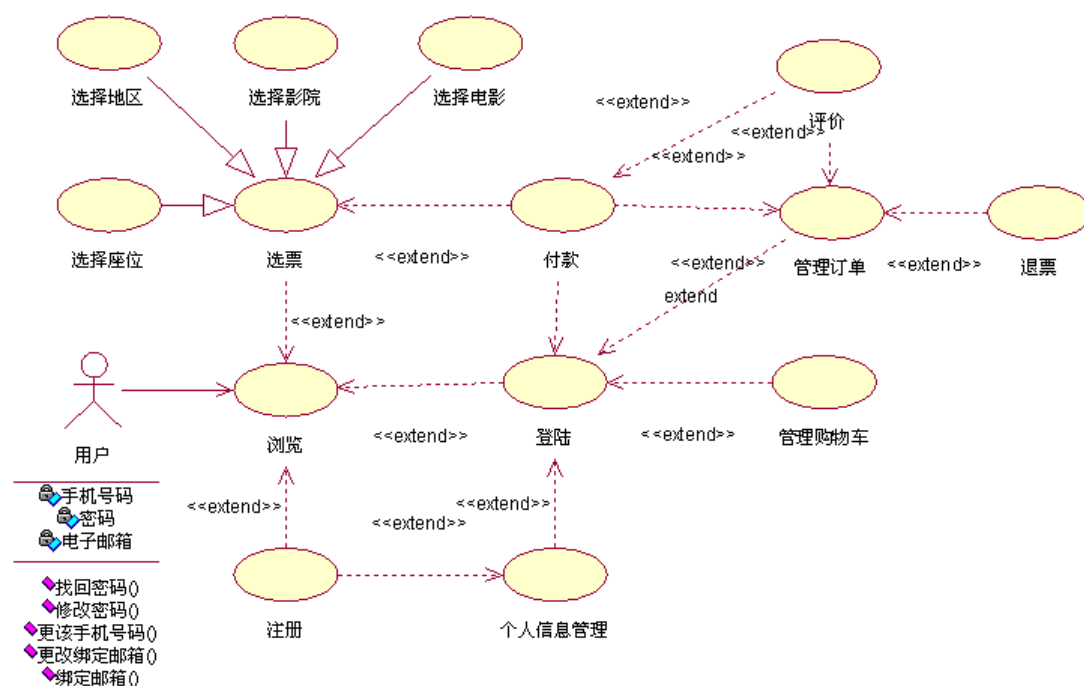 选择地区
选择影院
选择电影
<<extend>>
评价
<<extend>>
<<extend>>
选择座位
选票
<<extend>>
付款
<<extend>>
管理订单
<<extend>>
退票
extend
<<extend>>
用户
浏览
<<extend>>
登陆
<<extend>>
管理购物车
手机号码
密码
电子邮箱
<<extend>>
<<extend>>
<<extend>>
找回密码()
修改密码()
更该手机号码()
更改绑定邮箱()
绑定邮箱()
注册
个人信息管理